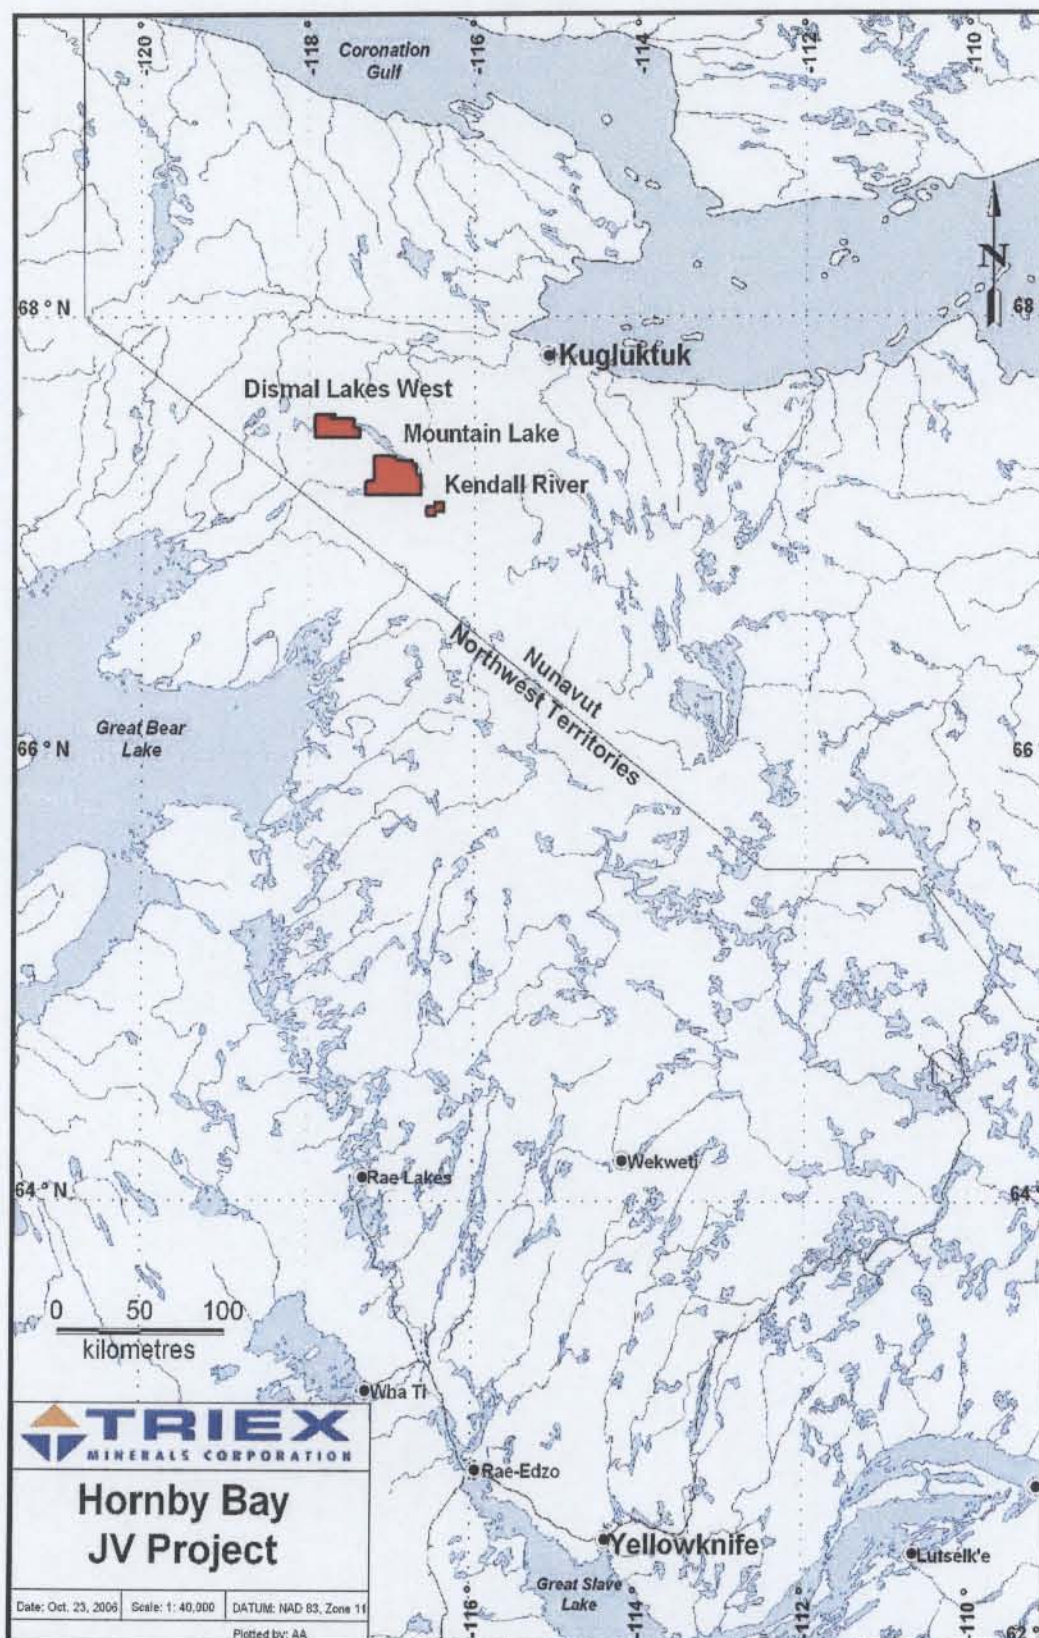 -120°
-118°
-116°
-114°
-112°
-110°
Coronation
Gulf
N
68° N
68
Kugluktuk
Dismal Lakes West
Mountain Lake
Kendall River
Nunavut
Northwest Territories
Great Bear
Lake
66° N
66
Wekweti
Rae Lakes
64° N
64°
0 50 100
kilometres
Wha Ti
TRIEX
MINERALS CORPORATION
Rae-Edzo
Hornby Bay
JV Project
Yellowknife
Lutselk'e
Great Slave
Lake
Date: Oct. 23, 2006
Scale: 1: 40,000
DATUM: NAD 83, Zone 11
Plotted by: AA
-116°
-114°
-112°
-110°
62°